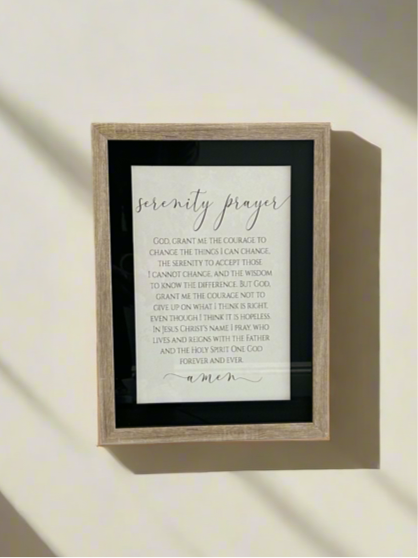 serenity prayer
GOD, GRANT ME THE COURAGE TO
CHANGE THE THINGS I CAN CHANGE,
THE SERENITY TO ACCEPT THOSE
I CANNOT CHANGE, AND THE WISDOM
TO KNOW THE DIFFERENCE. BUT GOD,
GRANT ME THE COURAGE NOT TO
GIVE UP ON WHAT I THINK IS RIGHT,
EVEN THOUGH I THINK IT IS HOPELESS.
IN JESUS CHRIST'S NAME I PRAY, WHO
LIVES AND REIGNS WITH THE FATHER
AND THE HOLY SPIRIT ONE GOD
FOREVER AND EVER.
amen